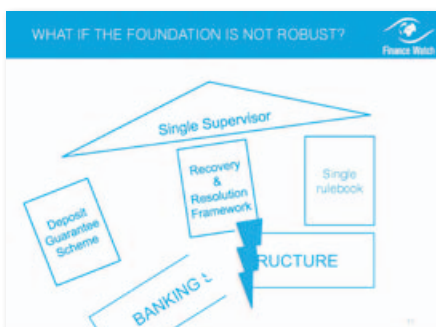 WHAT IF THE FOUNDATION IS NOT ROBUST?
Finance Watch
Single Supervisor
Recovery
&
Resolution
Framework
Single
rulebook
Deposit
Guarantee
Scheme
BANKING S
RUCTURE